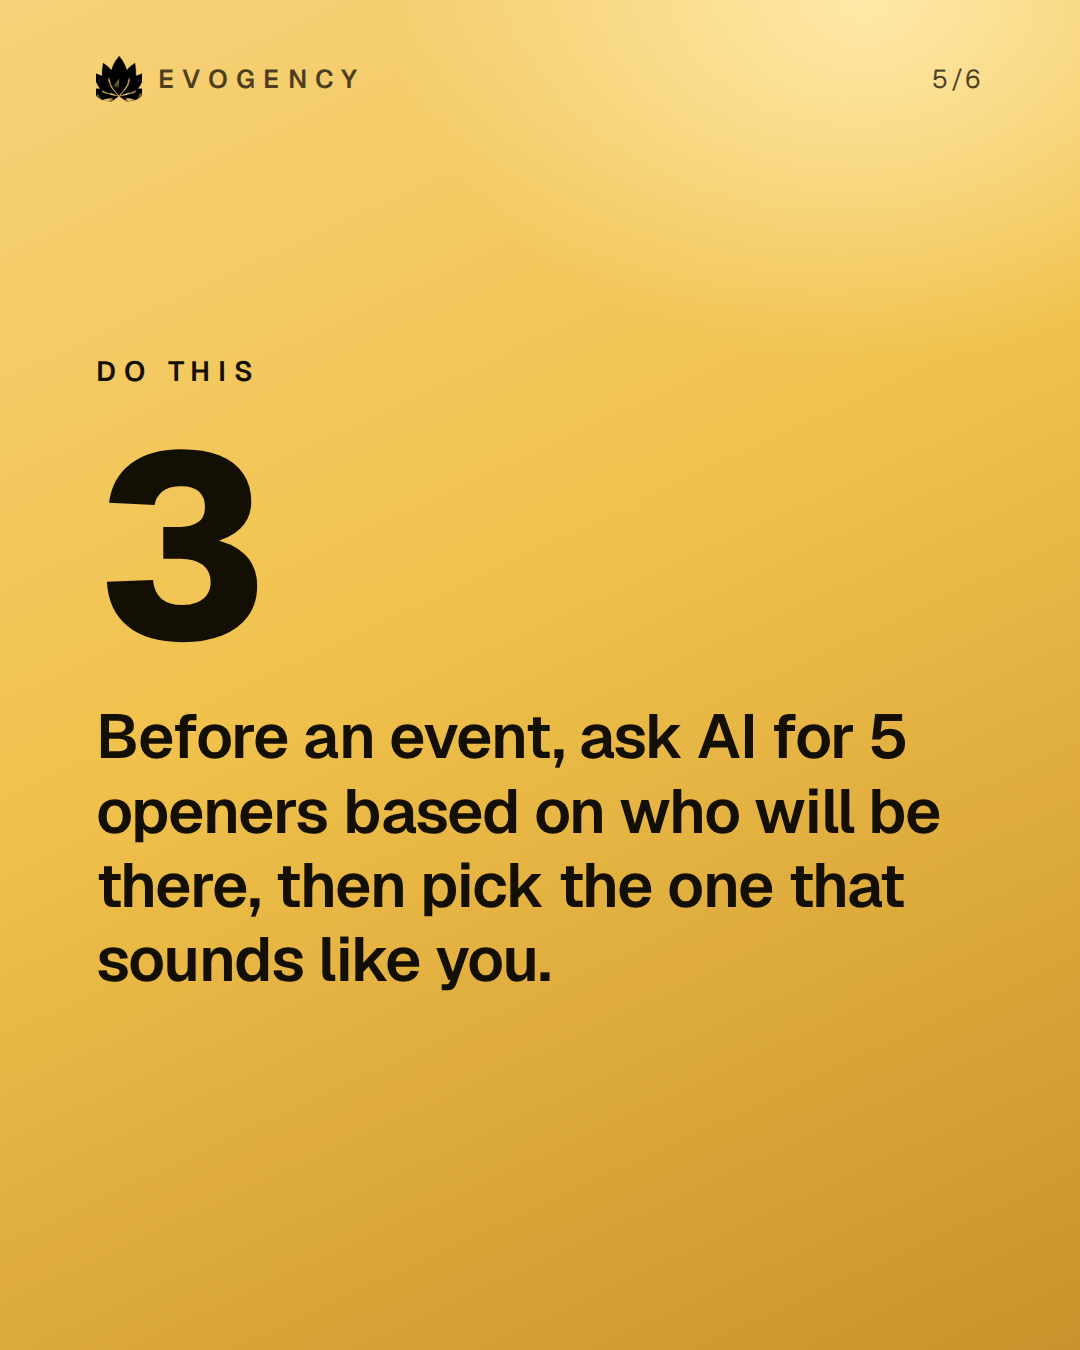 EVOGENCY
5/6
DO THIS
3
Before an event, ask AI for 5
openers based on who will be
there, then pick the one that
sounds like you.